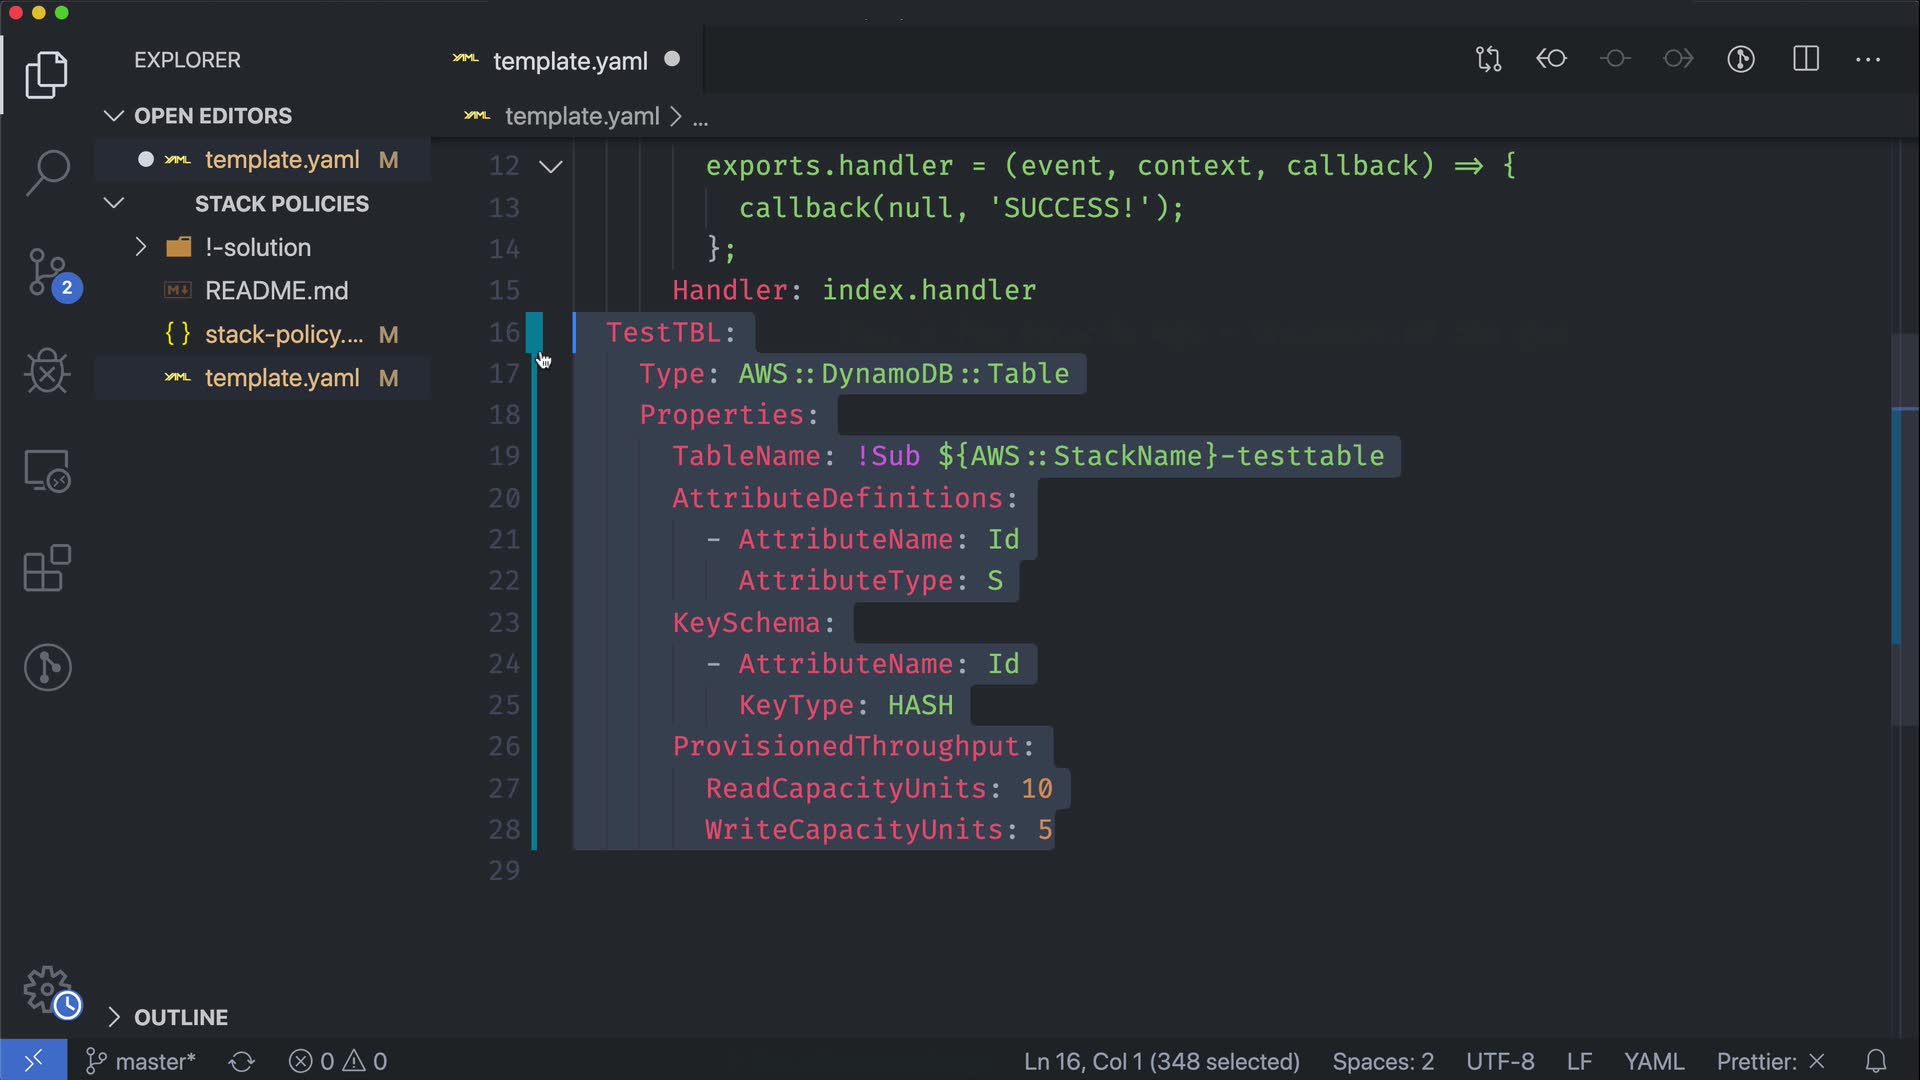 EXPLORER
OPEN EDITORS
template.yaml M
STACK POLICIES
!-solution
README.md
{} stack-policy.... M
template.yaml M
OUTLINE
template.yaml
template.yaml > ...
12 exports.handler = (event, context, callback) => {
13 callback(null, 'SUCCESS!');
14 };
15 Handler: index.handler
16 TestTBL:
17 Type: AWS::DynamoDB::Table
18 Properties:
19 TableName: !Sub ${AWS::StackName}-testtable
20 AttributeDefinitions:
21 - AttributeName: Id
22 AttributeType: S
23 KeySchema:
24 - AttributeName: Id
25 KeyType: HASH
26 ProvisionedThroughput:
27 ReadCapacityUnits: 10
28 WriteCapacityUnits: 5
29
2
master* 0 0 Ln 16, Col 1 (348 selected) Spaces: 2 UTF-8 LF YAML Prettier: ×